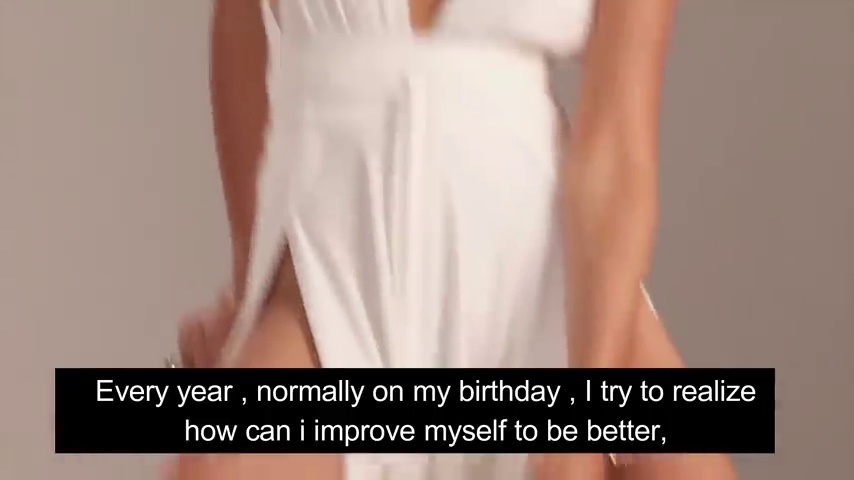 Every year , normally on my birthday , I try to realize
how can i improve myself to be better,